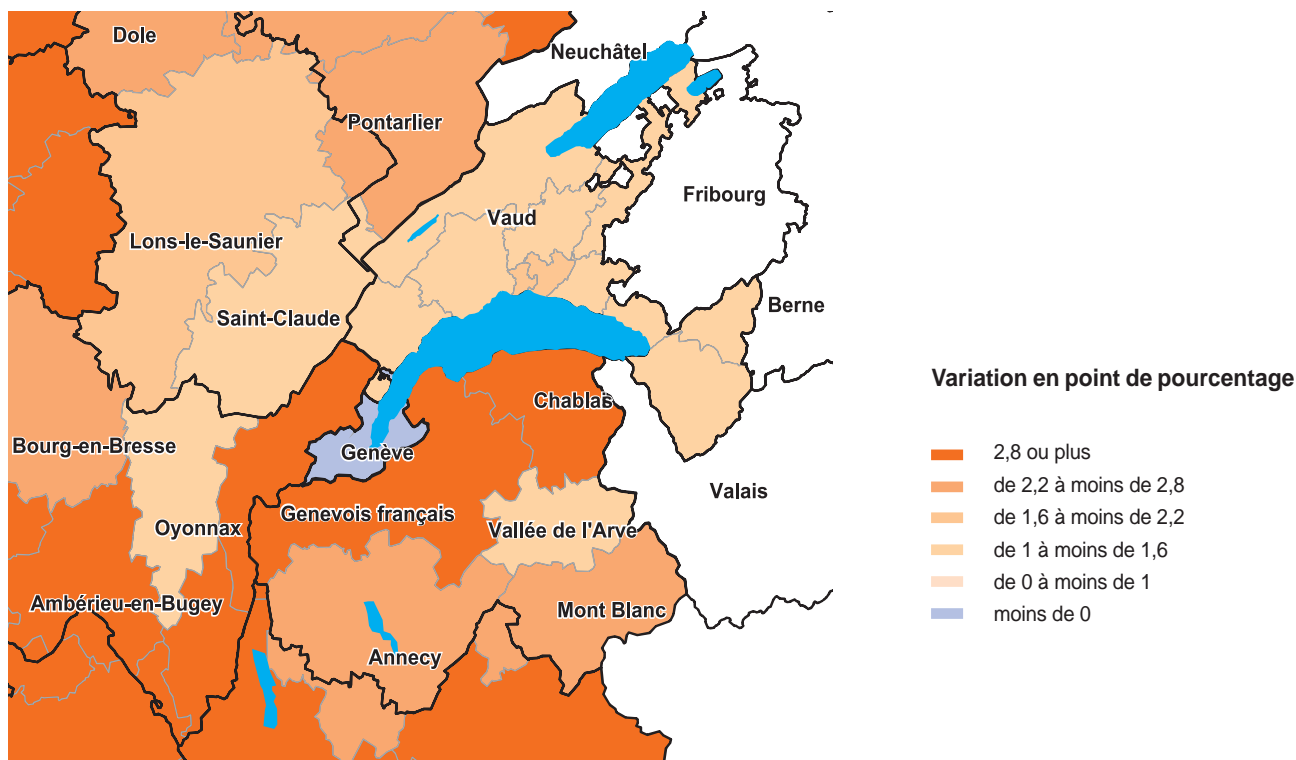 Dole
Neuchâtel
Pontarlier
Fribourg
Vaud
Lons-le-Saunier
Berne
Saint-Claude
Chablais
Bourg-en-Bresse
Genève
Valais
Genevois français
Oyonnax
Vallée de l'Arve
Ambérieu-en-Bugey
Mont Blanc
Annecy
Variation en point de pourcentage
2,8 ou plus
de 2,2 à moins de 2,8
de 1,6 à moins de 2,2
de 1 à moins de 1,6
de 0 à moins de 1
moins de 0